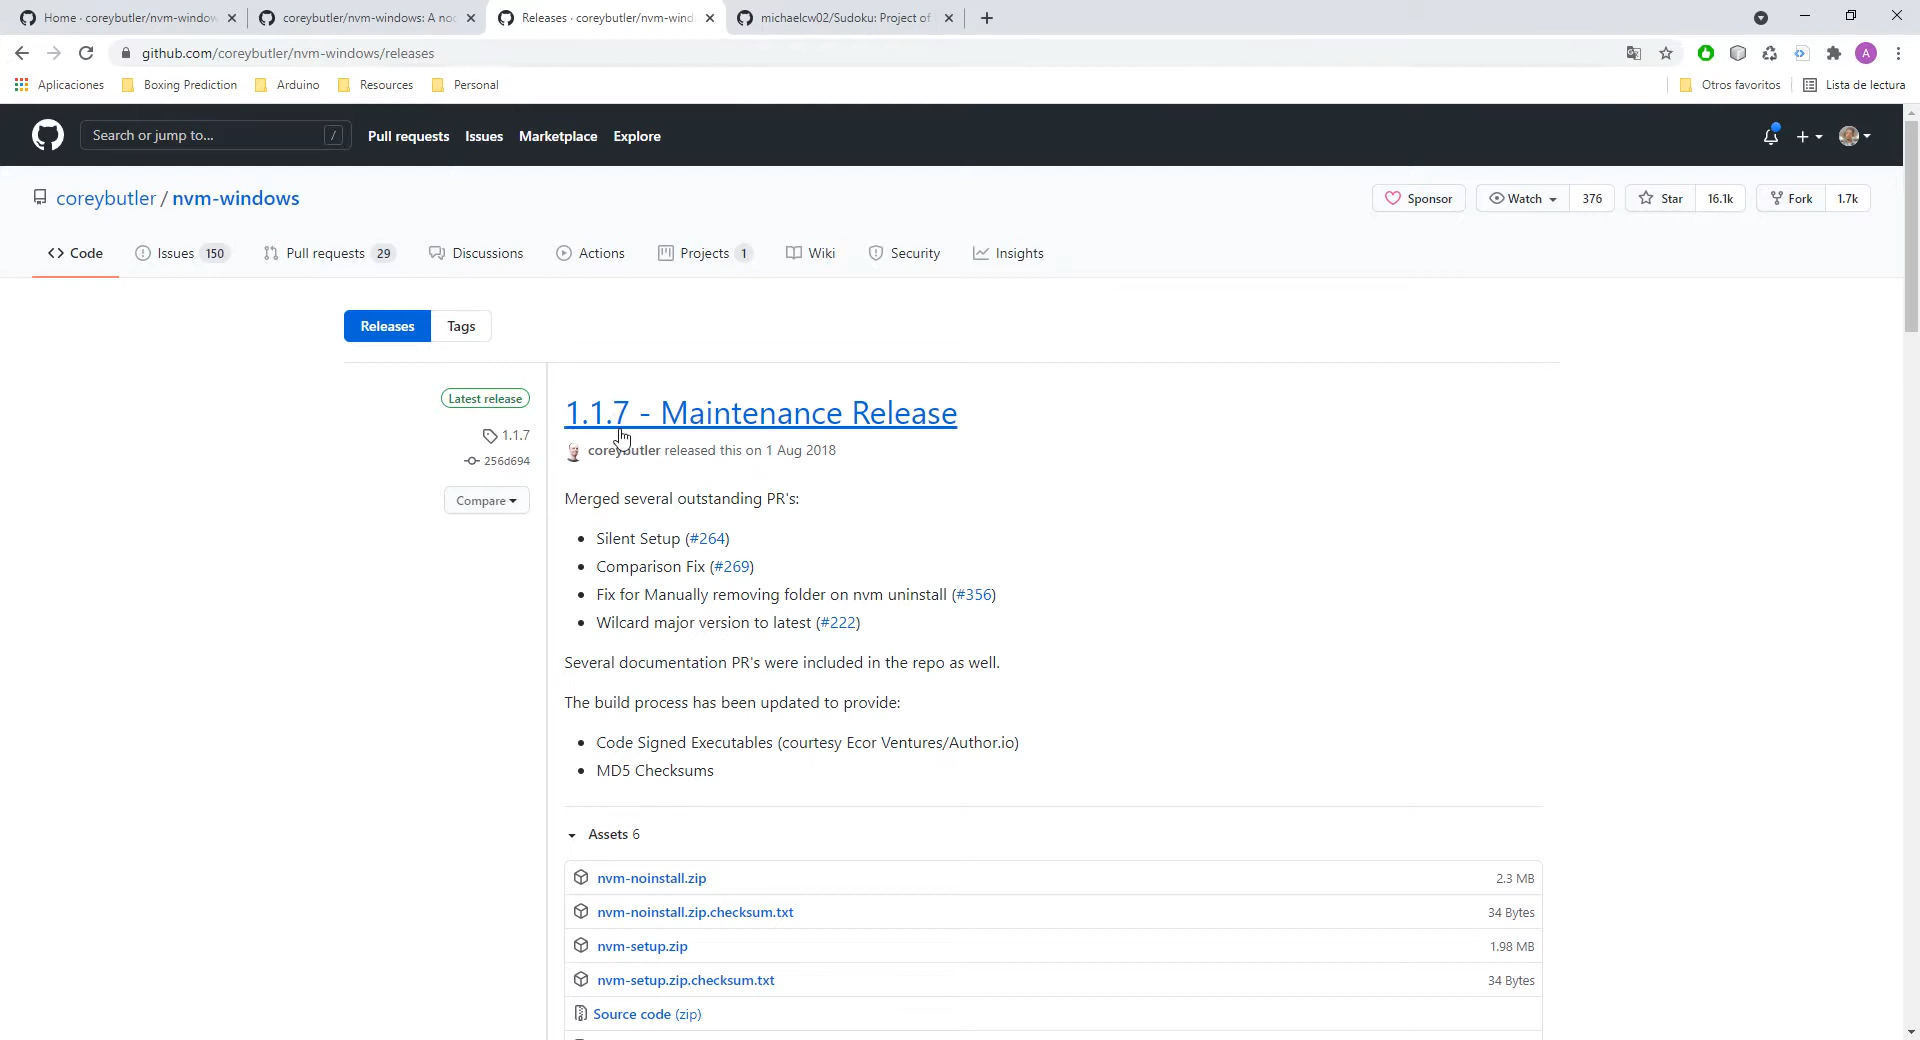 Home · coreybutler/nvm-window
coreybutler/nvm-windows: A noc
Releases · coreybutler/nvm-wind
michaelcw02/Sudoku: Project of
github.com/coreybutler/nvm-windows/releases
A
Aplicaciones
Boxing Prediction
Arduino
Resources
Personal
Otros favoritos
Lista de lectura
Search or jump to...
/
Pull requests
Issues
Marketplace
Explore
coreybutler / nvm-windows
Sponsor
Watch
376
Star
16.1k
Fork
1.7k
Code
Issues 150
Pull requests 29
Discussions
Actions
Projects 1
Wiki
Security
Insights
Releases
Tags
Latest release
1.1.7
256d694
Compare
1.1.7 - Maintenance Release
coreybutler released this on 1 Aug 2018
Merged several outstanding PR's:
Silent Setup (#264)
Comparison Fix (#269)
Fix for Manually removing folder on nvm uninstall (#356)
Wilcard major version to latest (#222)
Several documentation PR's were included in the repo as well.
The build process has been updated to provide:
Code Signed Executables (courtesy Ecor Ventures/Author.io)
MD5 Checksums
Assets 6
nvm-noinstall.zip
2.3 MB
nvm-noinstall.zip.checksum.txt
34 Bytes
nvm-setup.zip
1.98 MB
nvm-setup.zip.checksum.txt
34 Bytes
Source code (zip)